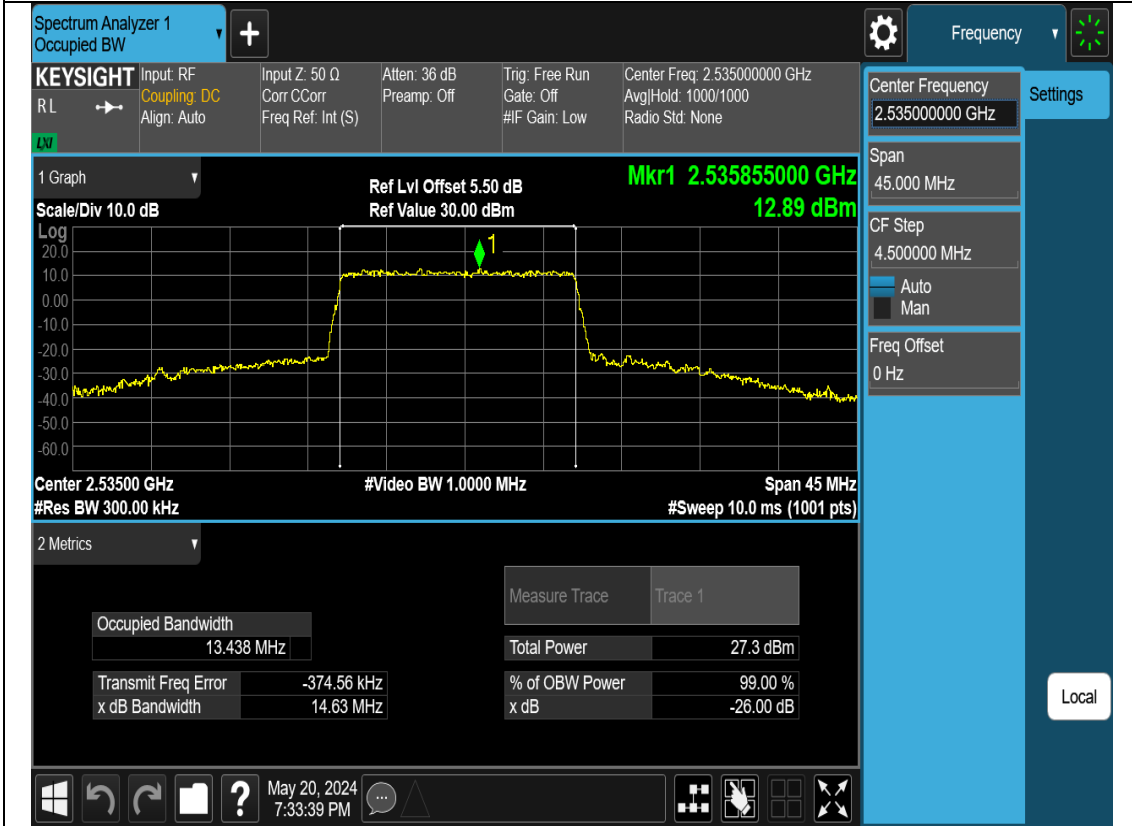 Spectrum Analyzer 1
Occupied BW
+
Frequency
KEYSIGHT
R L
LXI
Input: RF
Coupling: DC
Align: Auto
Input Z: 50 Ω
Corr CCorr
Freq Ref: Int (S)
Atten: 36 dB
Preamp: Off
Trig: Free Run
Gate: Off
#IF Gain: Low
Center Freq: 2.535000000 GHz
Avg|Hold: 1000/1000
Radio Std: None
Center Frequency
2.535000000 GHz
Settings
Span
45.000 MHz
CF Step
4.500000 MHz
Auto
Man
Freq Offset
0 Hz
Local
1 Graph
Scale/Div 10.0 dB
Ref Lvl Offset 5.50 dB
Ref Value 30.00 dBm
Mkr1 2.535855000 GHz
12.89 dBm
Log
1
20.0
10.0
0.00
-10.0
-20.0
-30.0
-40.0
-50.0
-60.0
Center 2.53500 GHz
#Video BW 1.0000 MHz
Span 45 MHz
#Res BW 300.00 kHz
#Sweep 10.0 ms (1001 pts)
2 Metrics
Measure Trace Trace 1
Occupied Bandwidth
13.438 MHz
Total Power 27.3 dBm
Transmit Freq Error -374.56 kHz
% of OBW Power 99.00 %
x dB Bandwidth 14.63 MHz
x dB -26.00 dB
?
May 20, 2024
7:33:39 PM